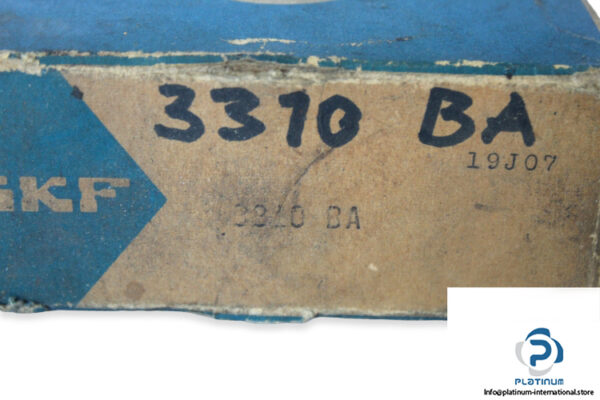 3310 BA
19J07
SKF
3310 BA
PLATINUM
Info@platinum-international.store